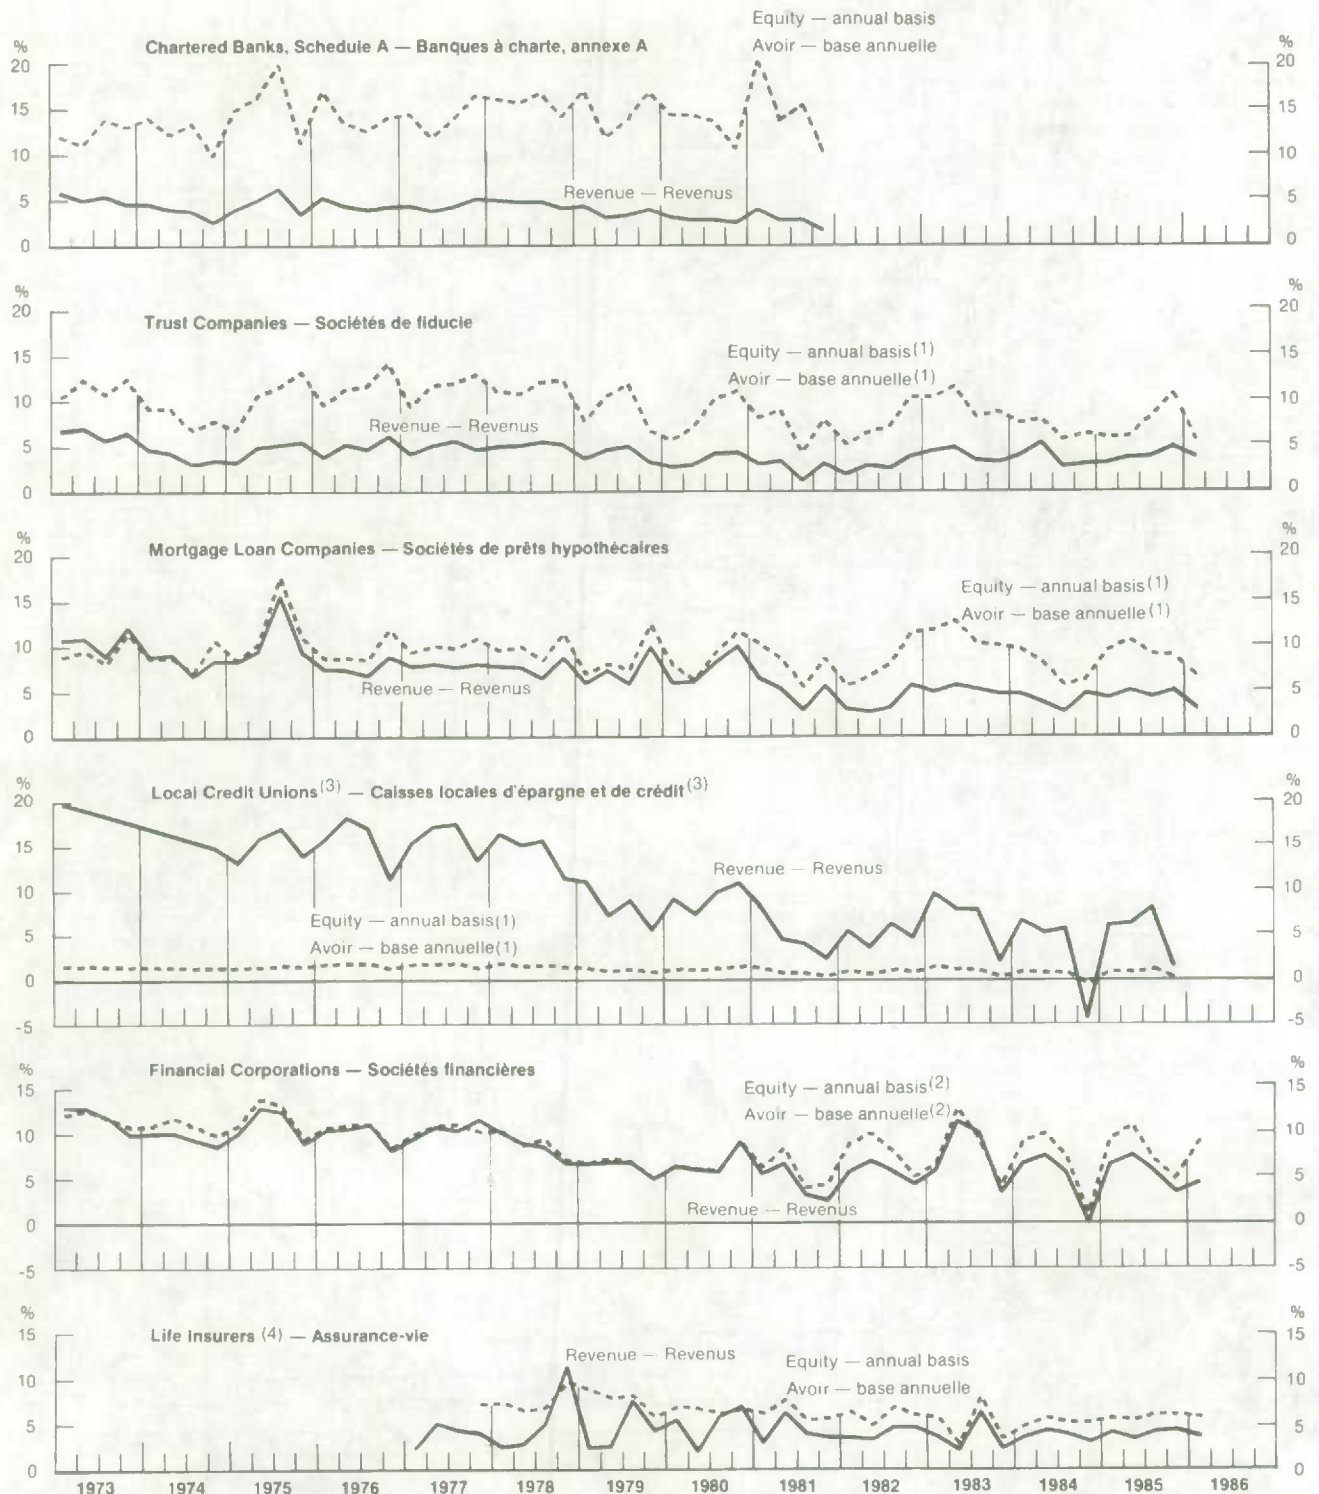 Equity — annual basis
Avoir — base annuelle
Chartered Banks, Schedule A — Banques à charte, annexe A
% %
20 20
15 15
10 10
5 5
0 0
Revenue — Revenus
Trust Companies — Sociétés de fiducie
% %
20 20
15 15
10 10
5 5
0 0
Equity — annual basis(1)
Avoir — base annuelle(1)
Revenue — Revenus
Mortgage Loan Companies — Sociétés de prêts hypothécaires
% %
20 20
15 15
10 10
5 5
0 0
Equity — annual basis(1)
Avoir — base annuelle(1)
Revenue — Revenus
Local Credit Unions(3) — Caisses locales d'épargne et de crédit(3)
% %
20 20
15 15
10 10
5 5
0 0
-5 -5
Revenue — Revenus
Equity — annual basis(1)
Avoir — base annuelle(1)
Financial Corporations — Sociétés financières
% %
15 15
10 10
5 5
0 0
-5 -5
Equity — annual basis(2)
Avoir — base annuelle(2)
Revenue — Revenus
Life insurers (4) — Assurance-vie
% %
15 15
10 10
5 5
0 0
Revenue — Revenus
Equity — annual basis
Avoir — base annuelle
1973 1974 1975 1976 1977 1978 1979 1980 1981 1982 1983 1984 1985 1986